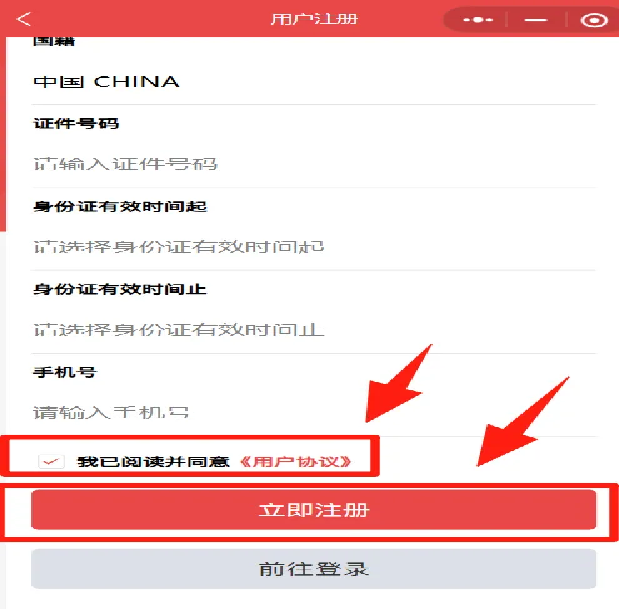 用户注册
国籍
中国 CHINA
证件号码
请输入证件号码
身份证有效时间起
请选择身份证有效时间起
身份证有效时间止
请选择身份证有效时间止
手机号
请输入手机号
我已阅读并同意《用户协议》
立即注册
前往登录